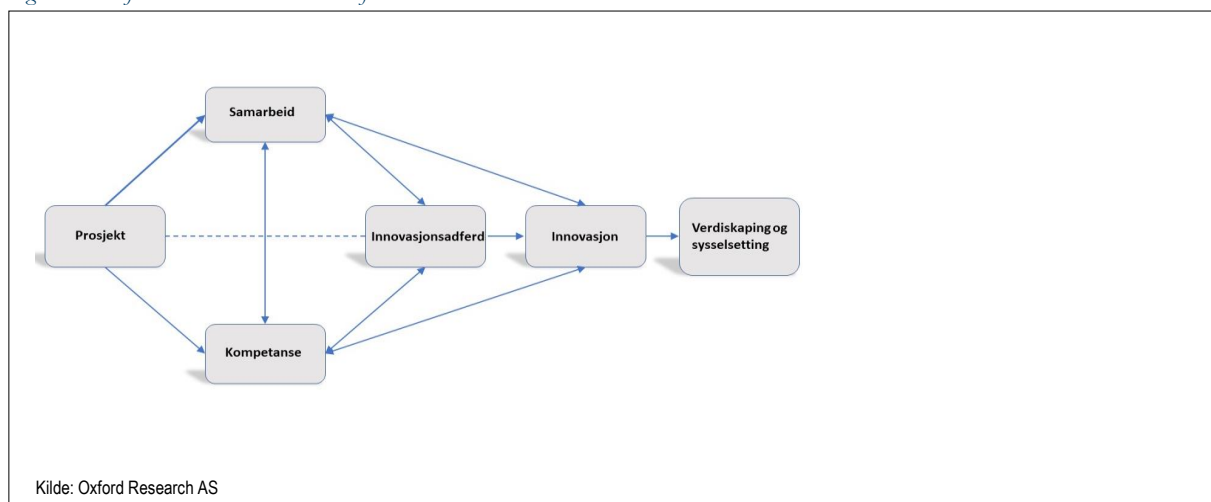 Samarbeid
Prosjekt
Innovasjonsadferd
Innovasjon
Verdiskaping og
sysselsetting
Kompetanse
Kilde: Oxford Research AS